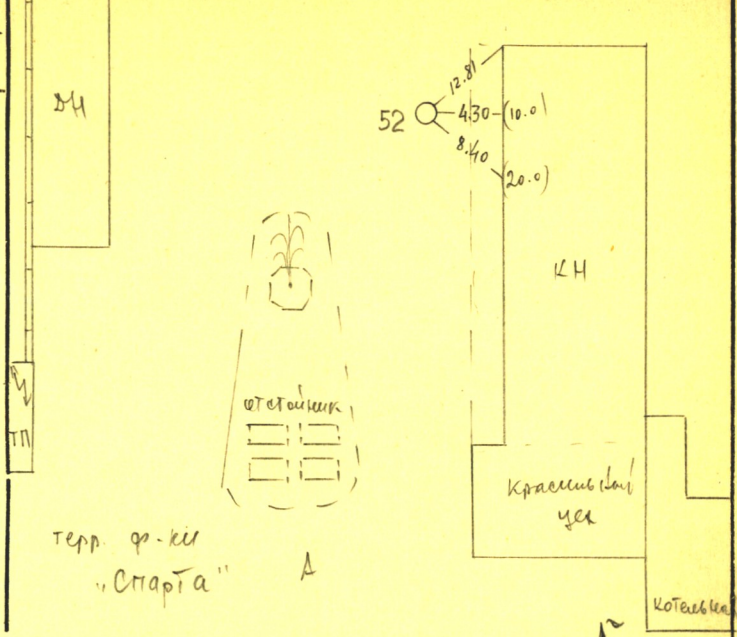 ДН
12.81
52
4.30
(10.0)
8.40
(20.0)
КН
отстойник
ТП
Красильный
цех
терр. ф-ки
"Спарта"
А
котельная